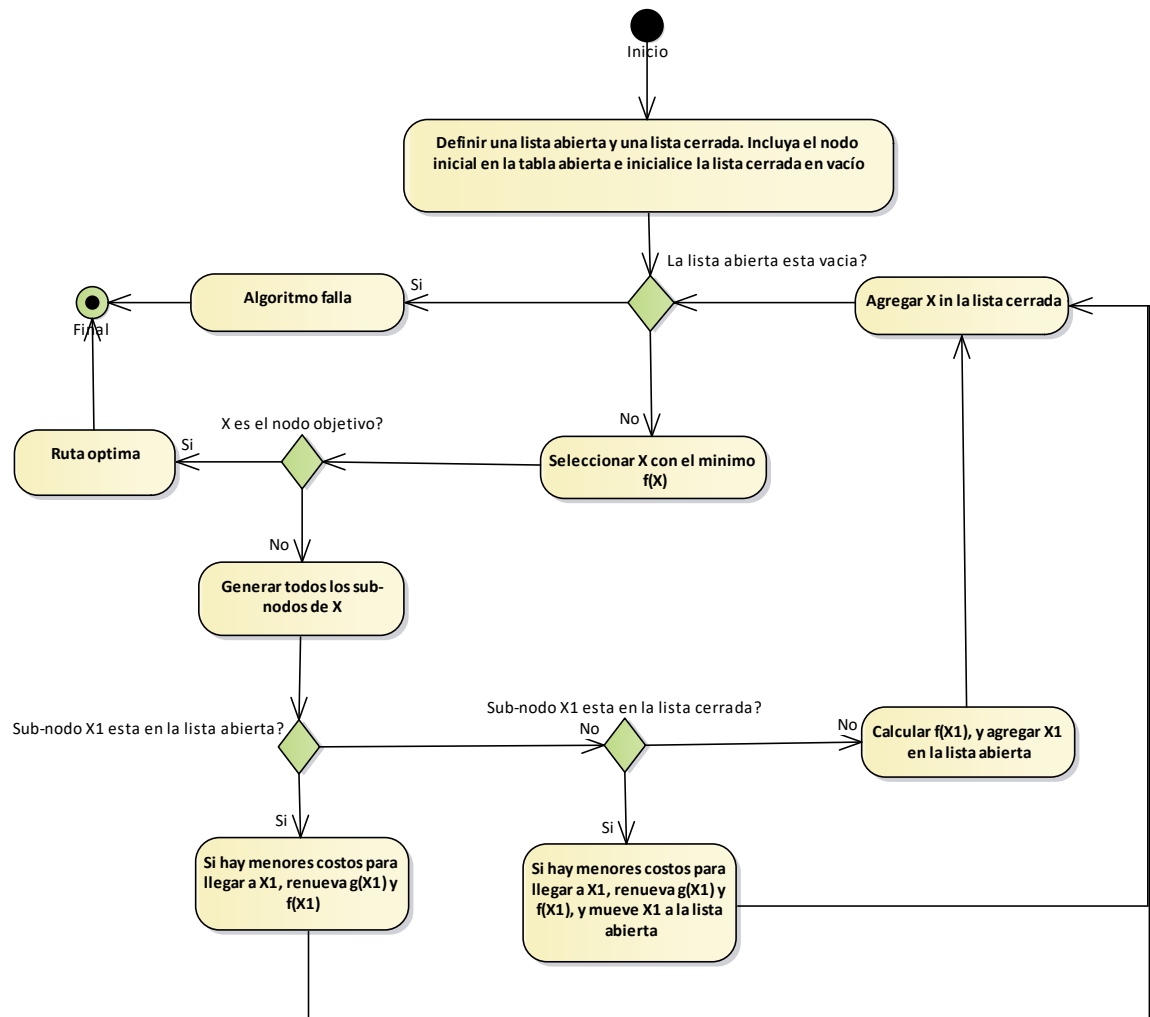 Inicio
Definir una lista abierta y una lista cerrada. Incluya el nodo
inicial en la tabla abierta e inicialice la lista cerrada en vacío
La lista abierta esta vacia?
Si
Algoritmo falla
Agregar X in la lista cerrada
Final
No
X es el nodo objetivo?
Si
Ruta optima
Seleccionar X con el minimo
f(X)
No
Generar todos los sub-
nodos de X
Sub-nodo X1 esta en la lista abierta?
Sub-nodo X1 esta en la lista cerrada?
No
No
Calcular f(X1), y agregar X1
en la lista abierta
Si
Si
Si hay menores costos para
llegar a X1, renueva g(X1) y
f(X1)
Si hay menores costos para
llegar a X1, renueva g(X1) y
f(X1), y mueve X1 a la lista
abierta